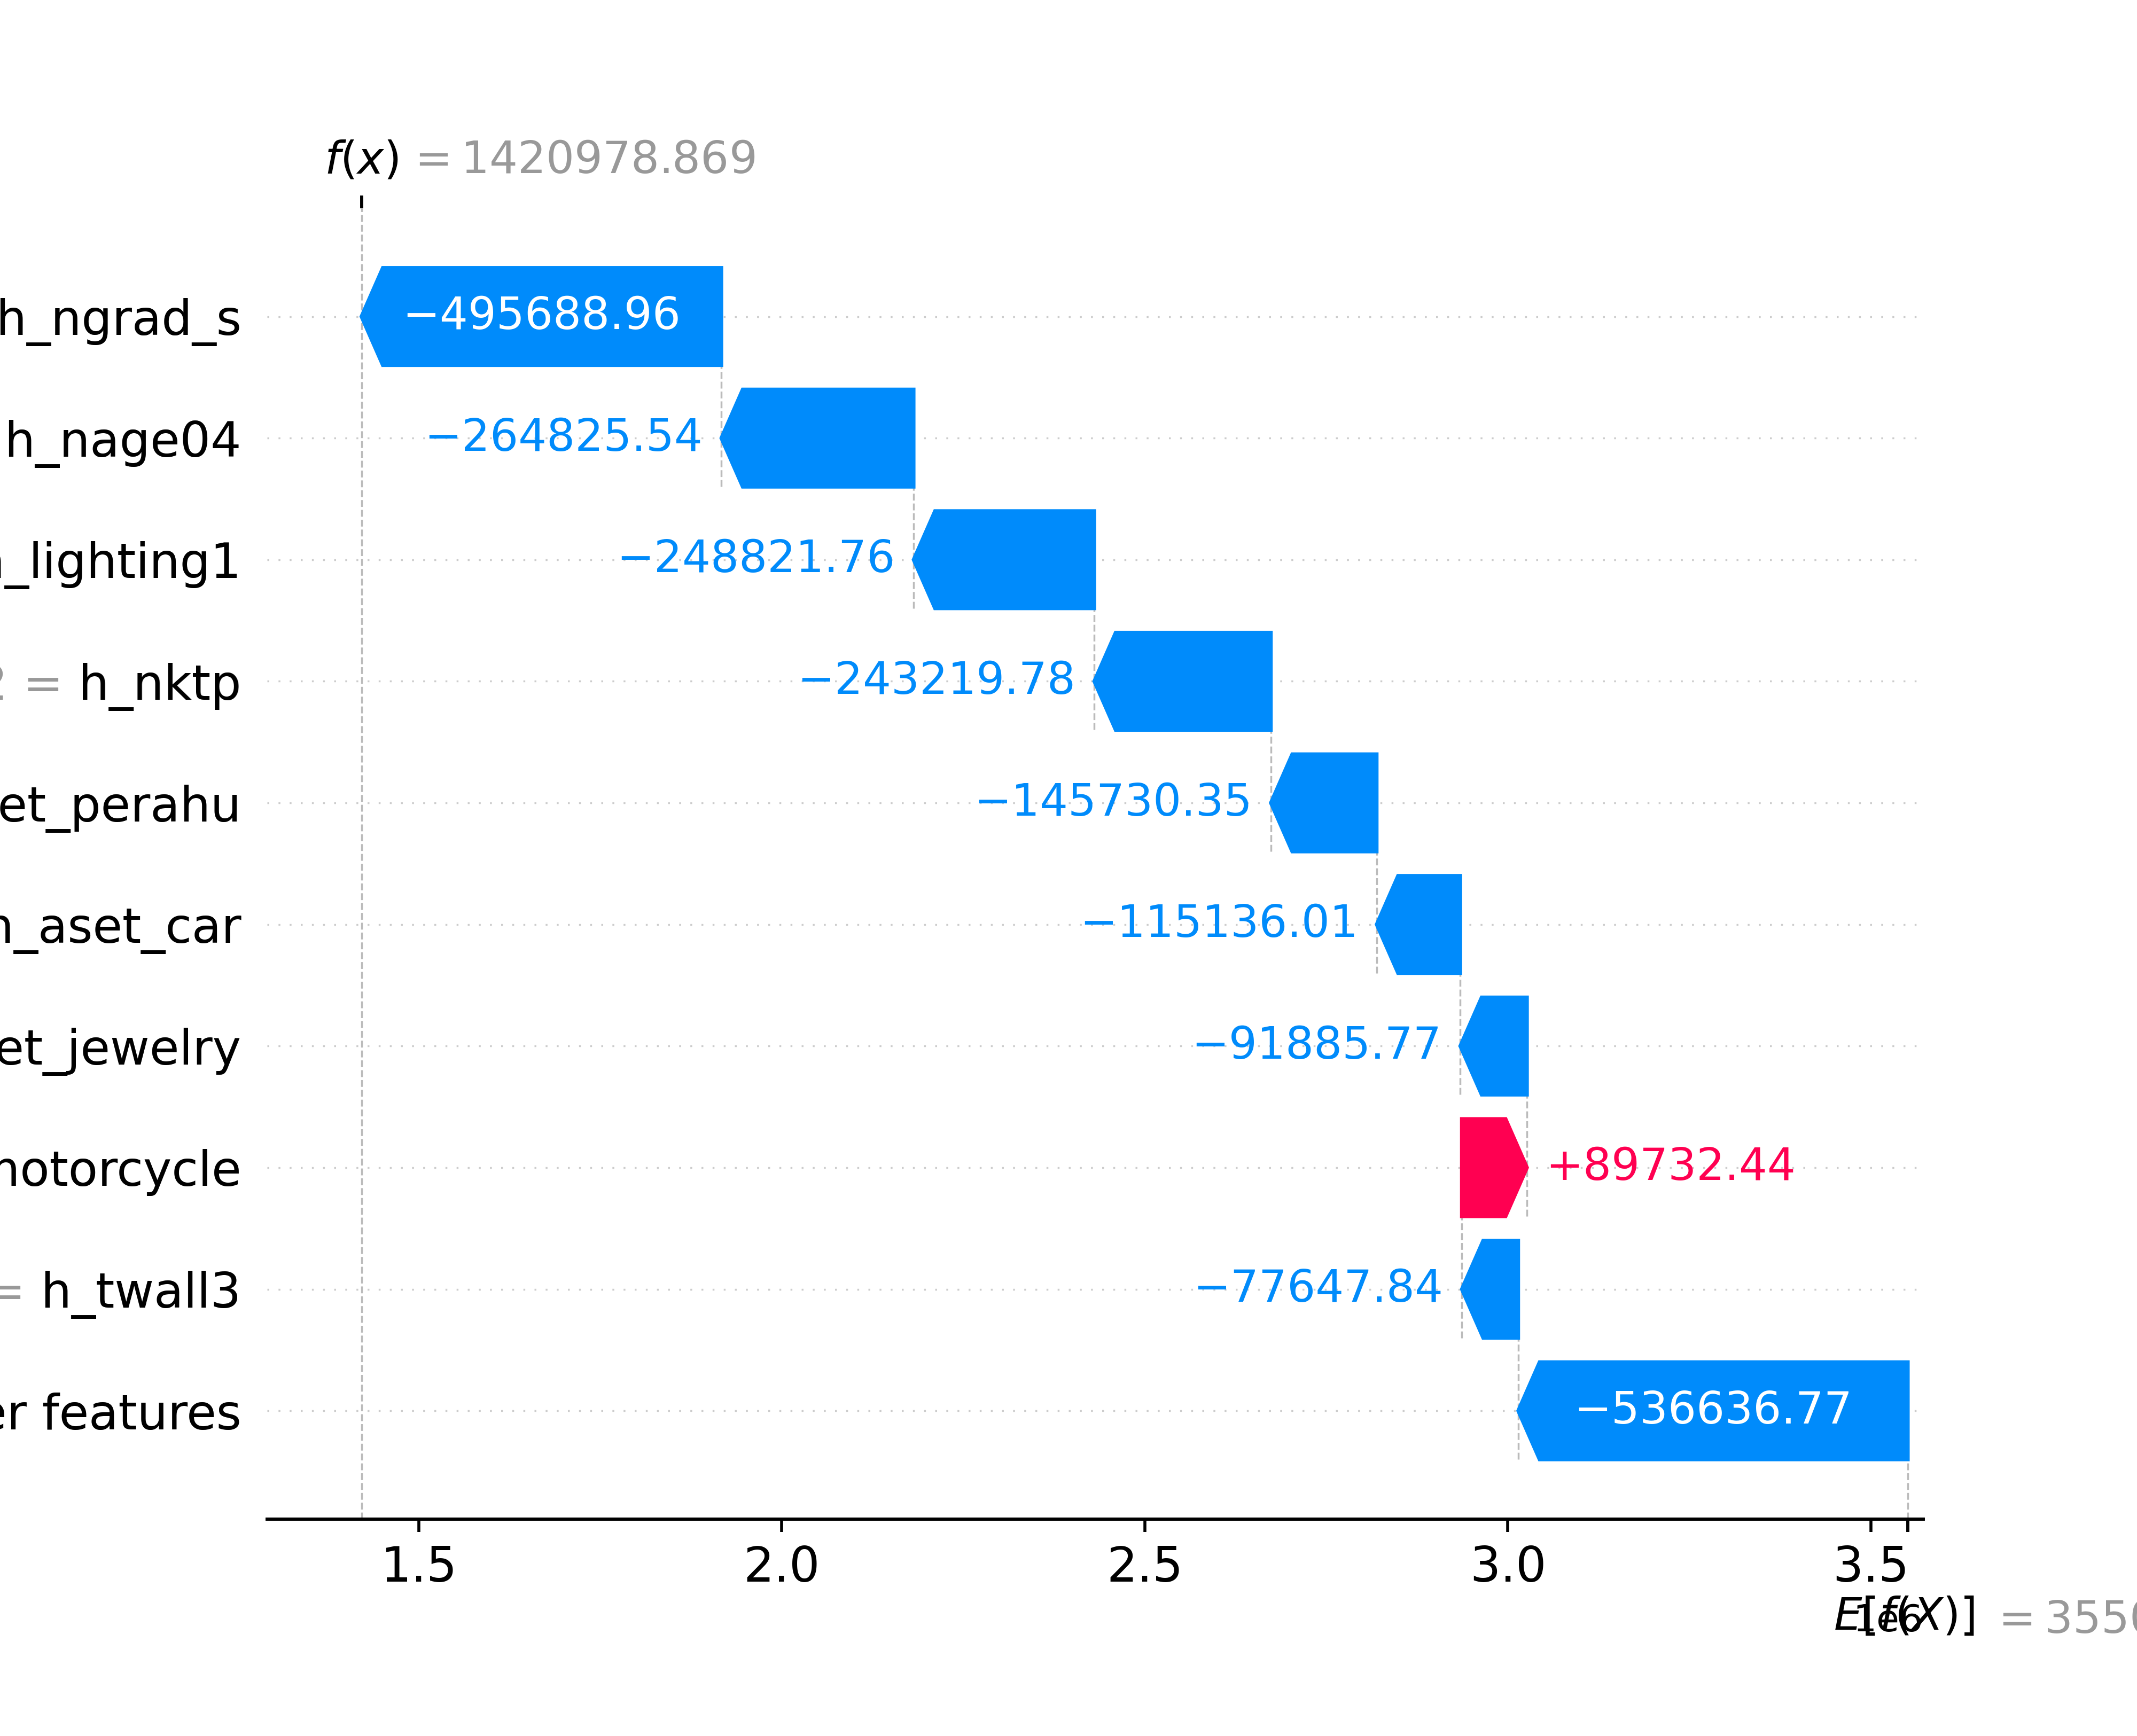 f(x) = 1420978.869
h_ngrad_s −495688.96
h_nage04 −264825.54
_lighting1 −248821.76
= h_nktp −243219.78
et_perahu −145730.35
_aset_car −115136.01
et_jewelry −91885.77
otorcycle +89732.44
= h_twall3 −77647.84
er features −536636.77
1.5 2.0 2.5 3.0 3.5
1e6
E[f(X)] = 355